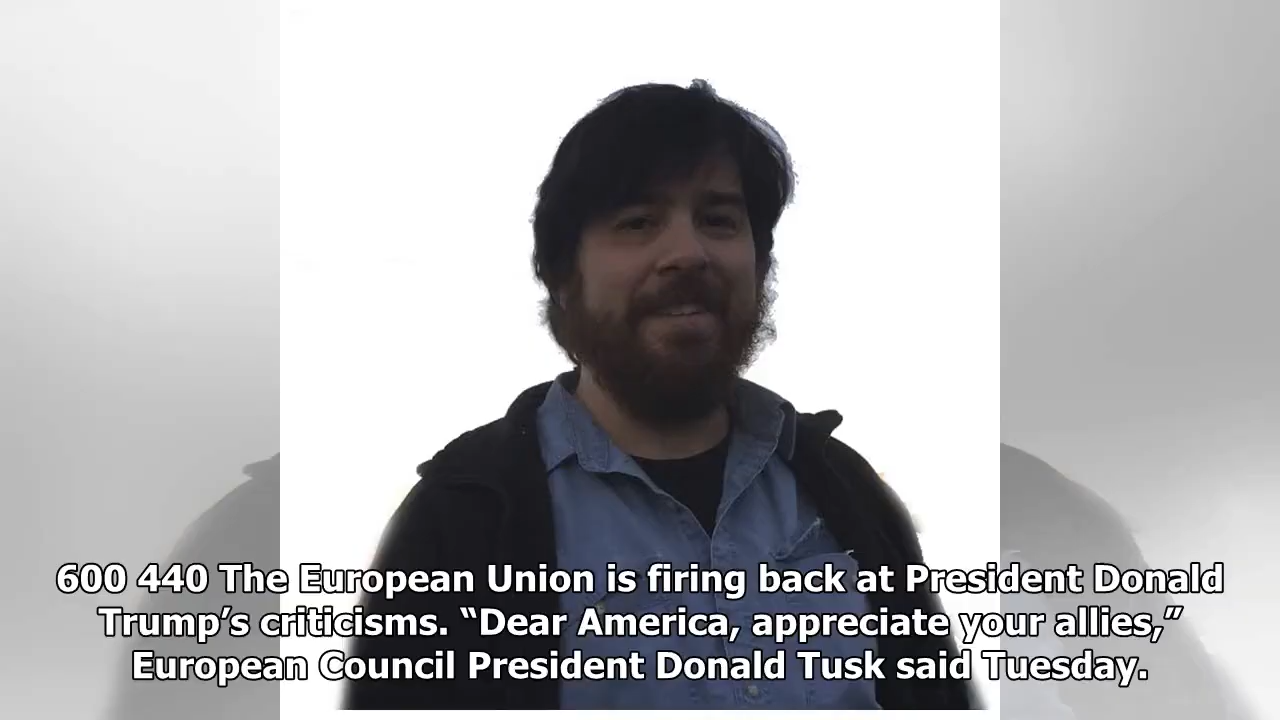 600 440 The European Union is firing back at President Donald
Trump’s criticisms. “Dear America, appreciate your allies,”
European Council President Donald Tusk said Tuesday.